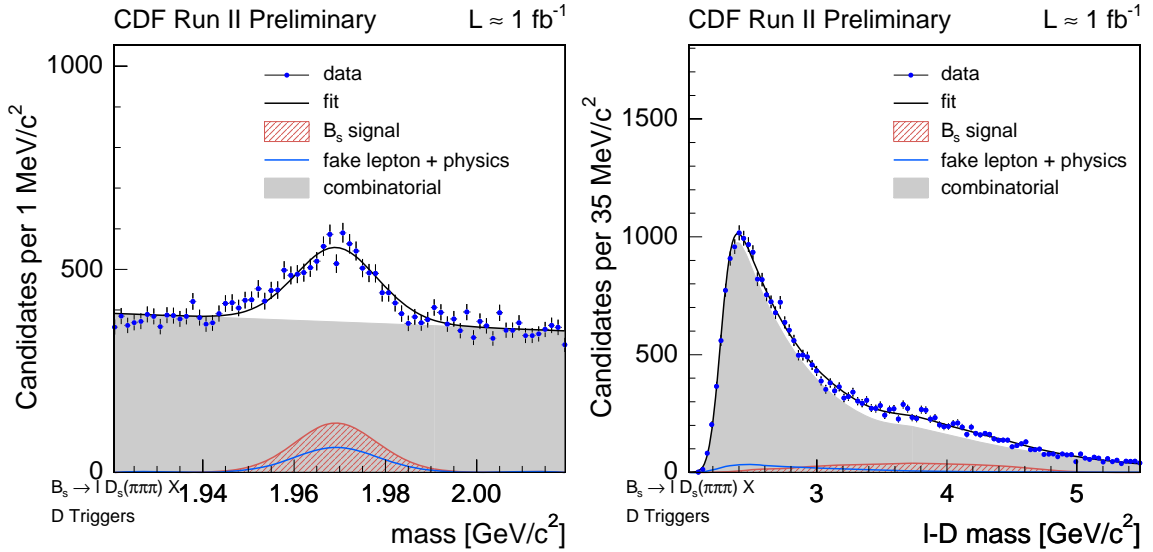 CDF Run II Preliminary L ≈ 1 fb⁻¹
Candidates per 1 MeV/c²
1000
500
0
data
fit
Bₛ signal
fake lepton + physics
combinatorial
1.94 1.96 1.98 2.00
Bₛ → l Dₛ(πππ) X
D Triggers
mass [GeV/c²]
CDF Run II Preliminary L ≈ 1 fb⁻¹
Candidates per 35 MeV/c²
1500
1000
500
0
data
fit
Bₛ signal
fake lepton + physics
combinatorial
3 4 5
Bₛ → l Dₛ(πππ) X
D Triggers
l-D mass [GeV/c²]